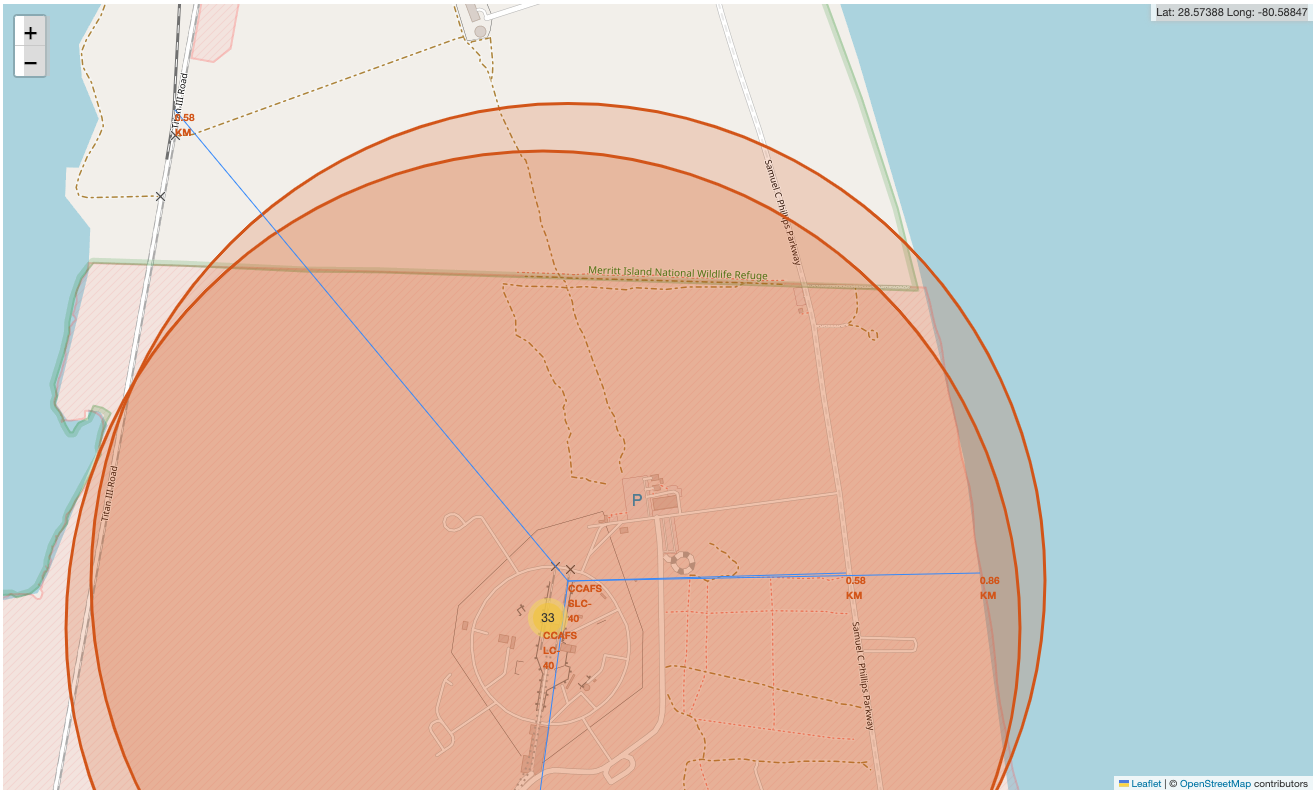 +
−
Lat: 28.57388 Long: -80.58847
Titan III Road
KM
Samuel C Phillips Parkway
Merritt Island National Wildlife Refuge
Titan III Road
P
0.58
KM
0.86
KM
CCAFS
SLC-
40
33
CCAFS
LC-
40
Samuel C Phillips Parkway
Leaflet | © OpenStreetMap contributors